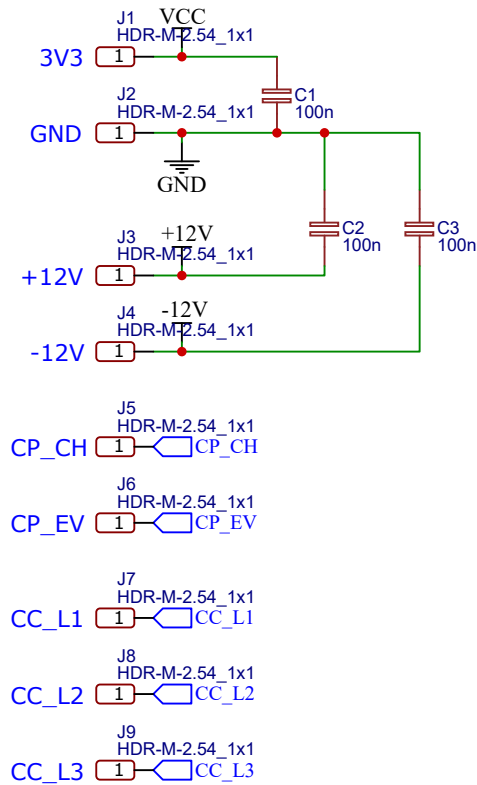 J1 VCC
HDR-M-2.54_1x1
3V3 1
C1
100n
J2
HDR-M-2.54_1x1
GND 1
GND
C2
100n
C3
100n
J3 +12V
HDR-M-2.54_1x1
+12V 1
J4 -12V
HDR-M-2.54_1x1
-12V 1
J5
HDR-M-2.54_1x1
CP_CH 1 CP_CH
J6
HDR-M-2.54_1x1
CP_EV 1 CP_EV
J7
HDR-M-2.54_1x1
CC_L1 1 CC_L1
J8
HDR-M-2.54_1x1
CC_L2 1 CC_L2
J9
HDR-M-2.54_1x1
CC_L3 1 CC_L3